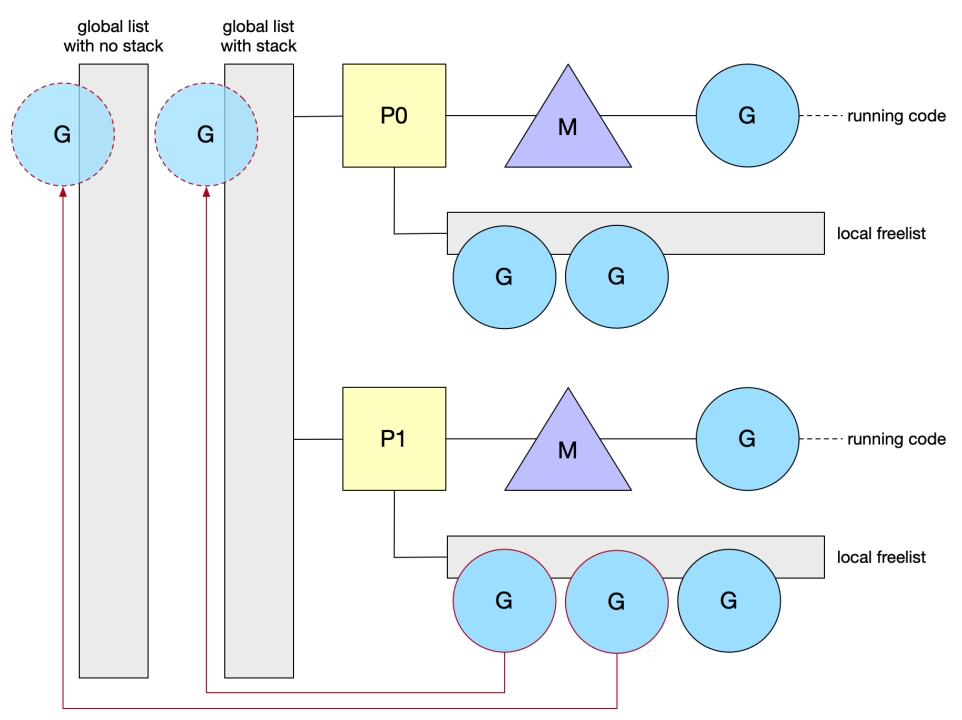 global list
with no stack
global list
with stack
G
G
P0
M
G
running code
local freelist
G
G
P1
M
G
running code
local freelist
G
G
G